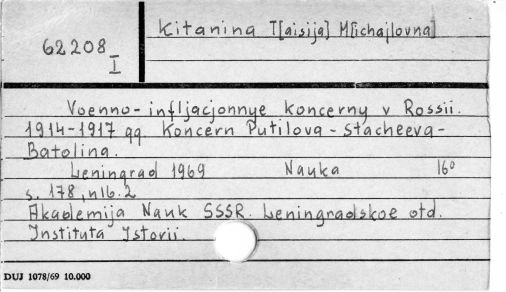 62208
I
Kitanina T[aisija] M[ichajlovna]
Voenno-infljacjonnye koncerny v Rossii.
1914-1917 gg. Koncern Putilova-Stacheeva-
Batolina.
Leningrad 1969 Nauka 16°
s. 178, nlb. 2
Akademija Nauk SSSR. Leningradskoe otd.
Instituta Istorii.
DUJ 1078/69 10.000